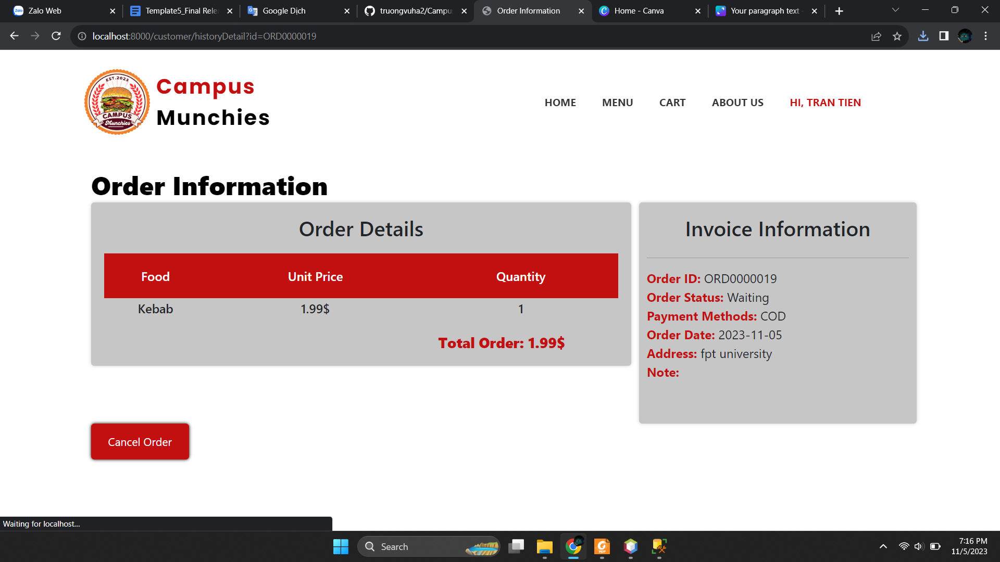 Zalo Web
Template5_Final Rele
Google Dịch
truongvuha2/Campu
Order Information
Home - Canva
Your paragraph text -
localhost:8000/customer/historyDetail?id=ORD0000019
EST.2023
CAMPUS
Munchies
Campus
Munchies
HOME
MENU
CART
ABOUT US
HI, TRAN TIEN
Order Information
Order Details
Food Unit Price Quantity
Kebab 1.99$ 1
Total Order: 1.99$
Invoice Information
Order ID: ORD0000019
Order Status: Waiting
Payment Methods: COD
Order Date: 2023-11-05
Address: fpt university
Note:
Cancel Order
Waiting for localhost...
Search
PDF
7:16 PM
11/5/2023